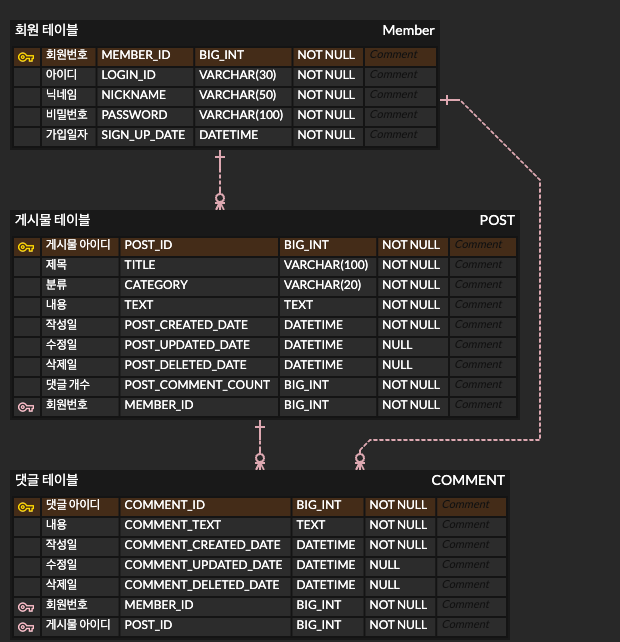 회원 테이블 Member
회원번호 MEMBER_ID BIG_INT NOT NULL Comment
아이디 LOGIN_ID VARCHAR(30) NOT NULL Comment
닉네임 NICKNAME VARCHAR(50) NOT NULL Comment
비밀번호 PASSWORD VARCHAR(100) NOT NULL Comment
가입일자 SIGN_UP_DATE DATETIME NOT NULL Comment
게시물 테이블 POST
게시물 아이디 POST_ID BIG_INT NOT NULL Comment
제목 TITLE VARCHAR(100) NOT NULL Comment
분류 CATEGORY VARCHAR(20) NOT NULL Comment
내용 TEXT TEXT NOT NULL Comment
작성일 POST_CREATED_DATE DATETIME NOT NULL Comment
수정일 POST_UPDATED_DATE DATETIME NULL Comment
삭제일 POST_DELETED_DATE DATETIME NULL Comment
댓글 개수 POST_COMMENT_COUNT BIG_INT NOT NULL Comment
회원번호 MEMBER_ID BIG_INT NOT NULL Comment
댓글 테이블 COMMENT
댓글 아이디 COMMENT_ID BIG_INT NOT NULL Comment
내용 COMMENT_TEXT TEXT NOT NULL Comment
작성일 COMMENT_CREATED_DATE DATETIME NOT NULL Comment
수정일 COMMENT_UPDATED_DATE DATETIME NULL Comment
삭제일 COMMENT_DELETED_DATE DATETIME NULL Comment
회원번호 MEMBER_ID BIG_INT NOT NULL Comment
게시물 아이디 POST_ID BIG_INT NOT NULL Comment